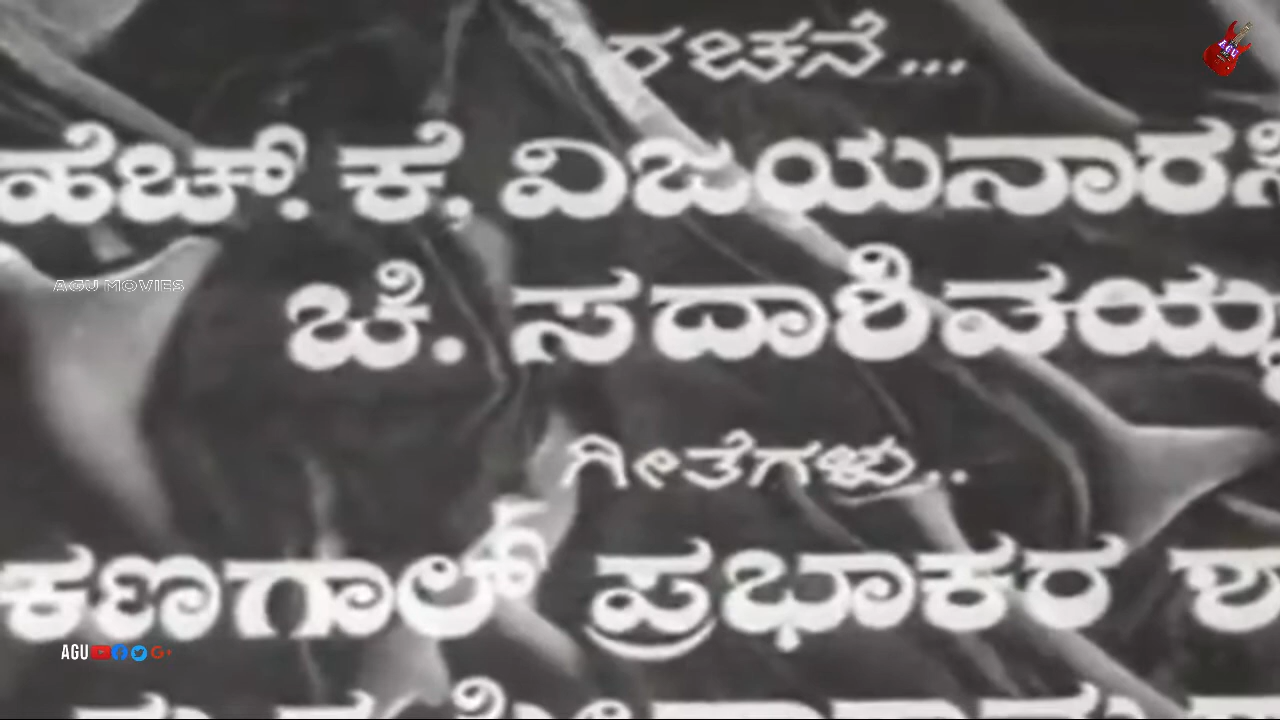 ರಚನೆ...
ಹೆಚ್. ಕೆ. ವಿಜಯನಾರಸಿ
ಚಿ. ಸದಾಶಿವಯ್ಯ
AGU MOVIES
ಗೀತೆಗಳು..
ಕಣಗಾಲ್ ಪ್ರಭಾಕರ ಶಾ
AGU